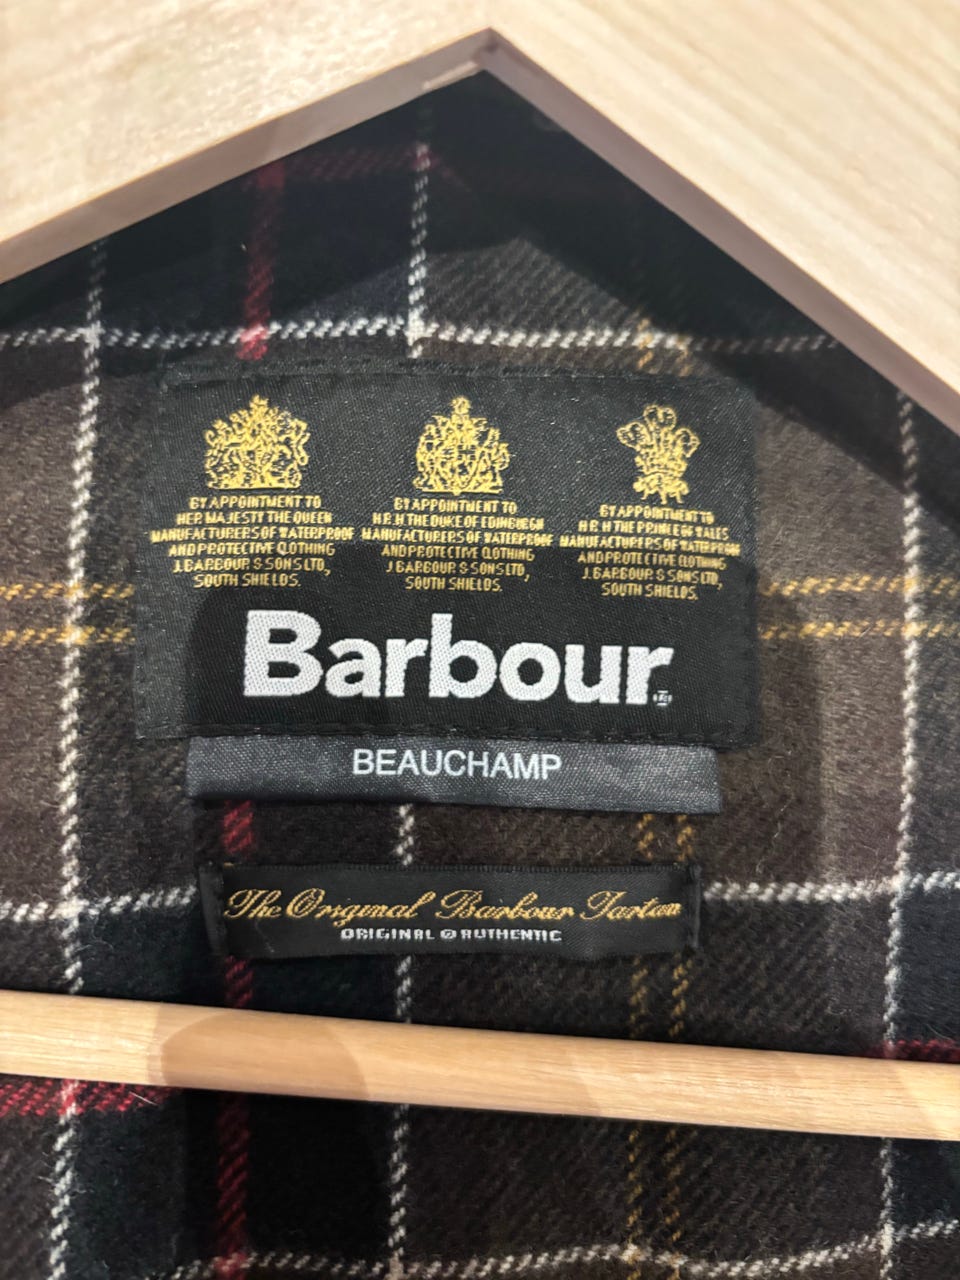 BY APPOINTMENT TO
HER MAJESTY THE QUEEN
MANUFACTURERS OF WATERPROOF
AND PROTECTIVE CLOTHING
J. BARBOUR & SONS LTD,
SOUTH SHIELDS.
BY APPOINTMENT TO
H.R.H THE DUKE OF EDINBURGH
MANUFACTURERS OF WATERPROOF
AND PROTECTIVE CLOTHING
J BARBOUR & SONS LTD,
SOUTH SHIELDS.
BY APPOINTMENT TO
H R H THE PRINCE OF WALES
MANUFACTURERS OF WATERPROOF
AND PROTECTIVE CLOTHING
J. BARBOUR & SONS LTD,
SOUTH SHIELDS.
Barbour
BEAUCHAMP
The Original Barbour Tartan
ORIGINAL & AUTHENTIC